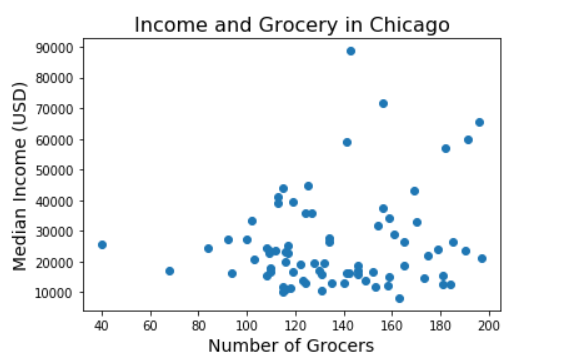 Income and Grocery in Chicago
90000
80000
70000
60000
50000
40000
30000
20000
10000
Median Income (USD)
40 60 80 100 120 140 160 180 200
Number of Grocers